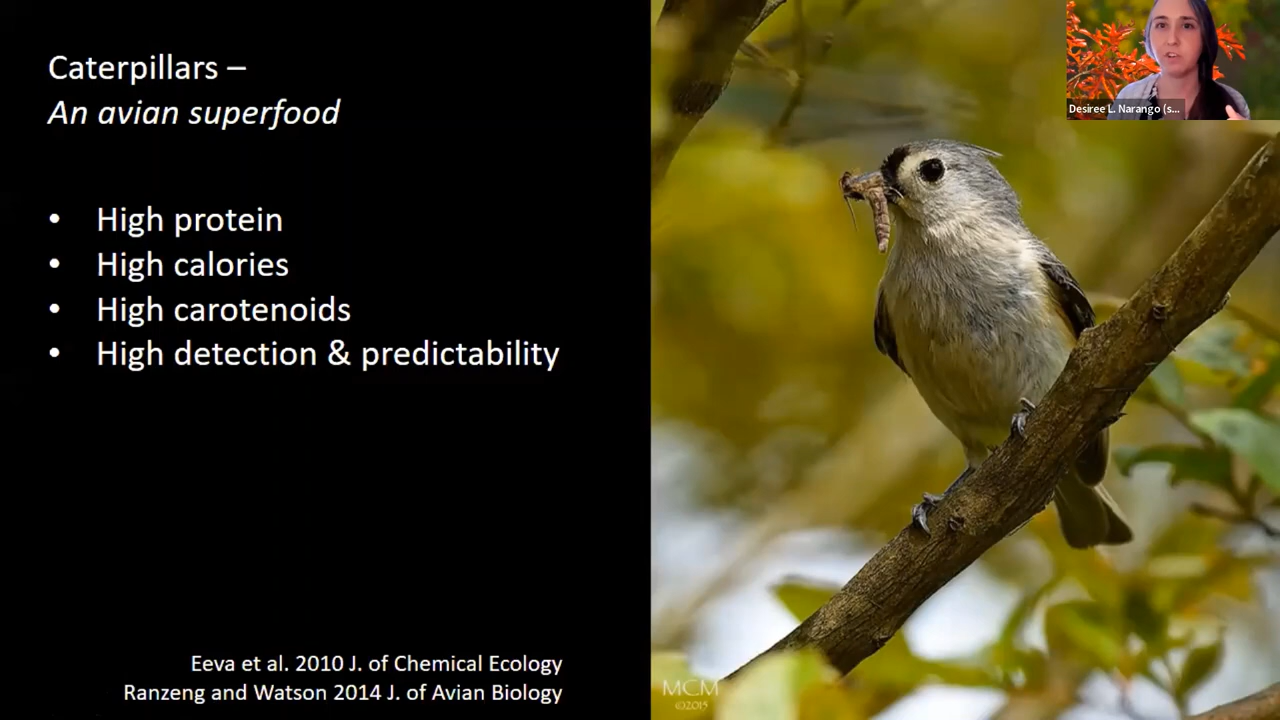 Caterpillars –
An avian superfood
• High protein
• High calories
• High carotenoids
• High detection & predictability
Eeva et al. 2010 J. of Chemical Ecology
Ranzeng and Watson 2014 J. of Avian Biology
Desiree L. Narango (s...
MCM
©2015